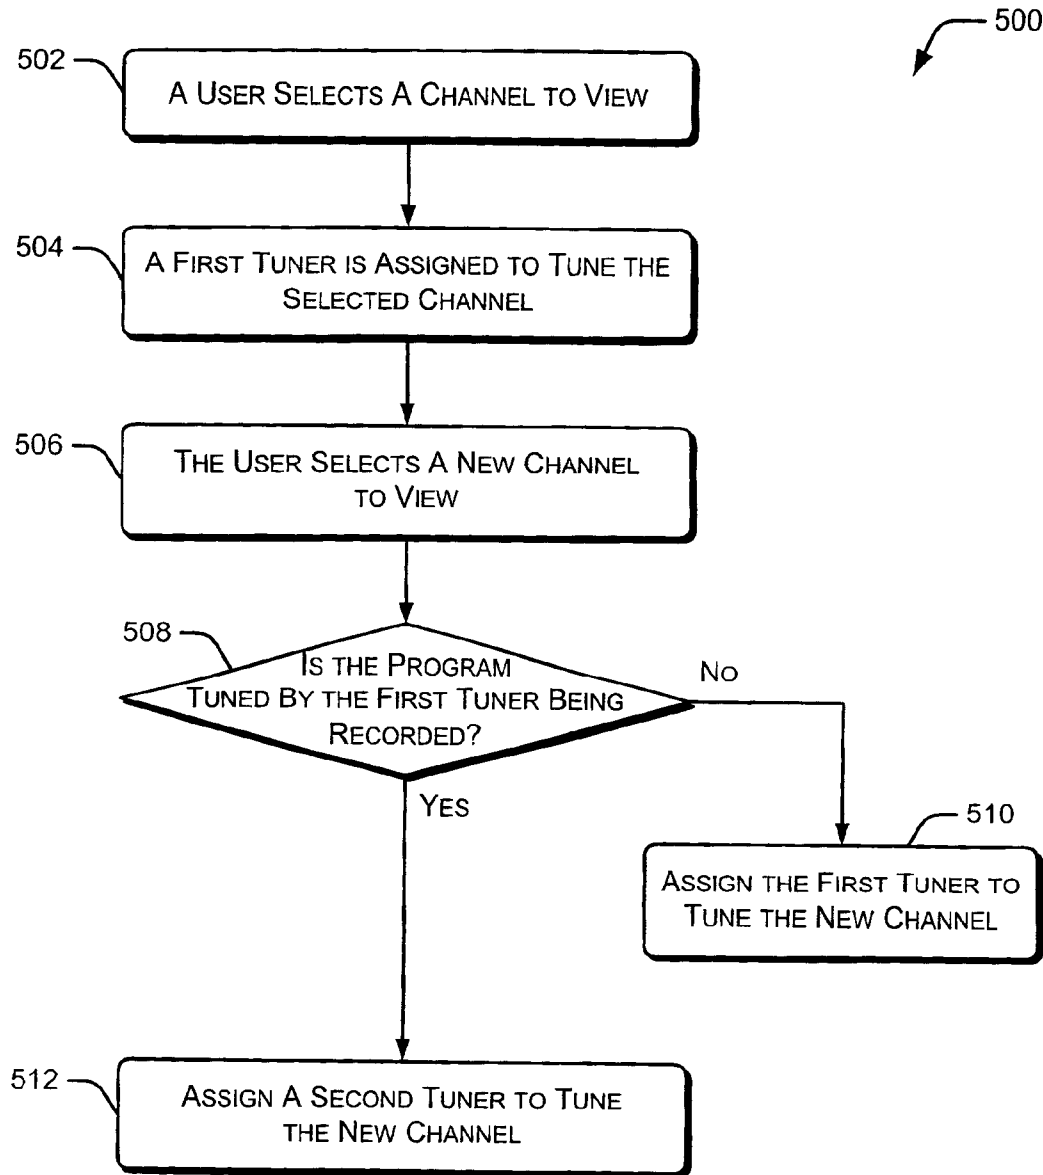 500
502
A USER SELECTS A CHANNEL TO VIEW
504
A FIRST TUNER IS ASSIGNED TO TUNE THE
SELECTED CHANNEL
506
THE USER SELECTS A NEW CHANNEL
TO VIEW
508
IS THE PROGRAM
TUNED BY THE FIRST TUNER BEING
RECORDED?
NO
YES
510
ASSIGN THE FIRST TUNER TO
TUNE THE NEW CHANNEL
512
ASSIGN A SECOND TUNER TO TUNE
THE NEW CHANNEL